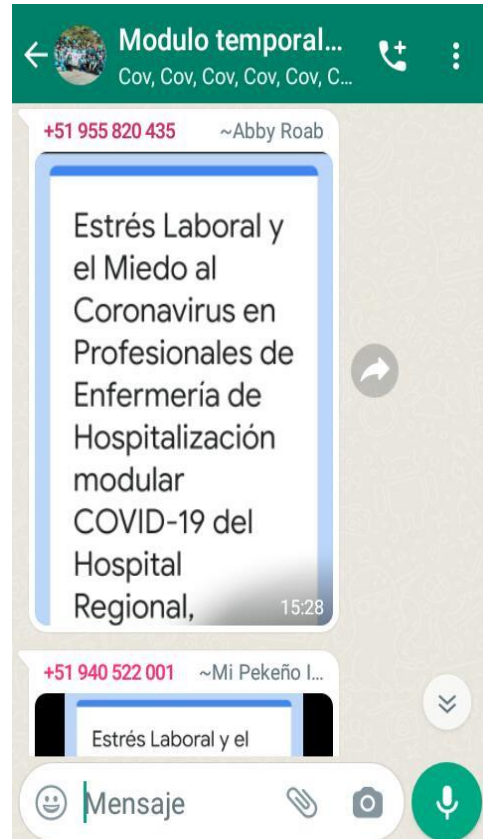 Modulo temporal...
Cov, Cov, Cov, Cov, Cov, C...
+51 955 820 435 ~Abby Roab
Estrés Laboral y
el Miedo al
Coronavirus en
Profesionales de
Enfermería de
Hospitalización
modular
COVID-19 del
Hospital
Regional,
15:28
+51 940 522 001 ~Mi Pekeño I...
Estrés Laboral y el
Mensaje